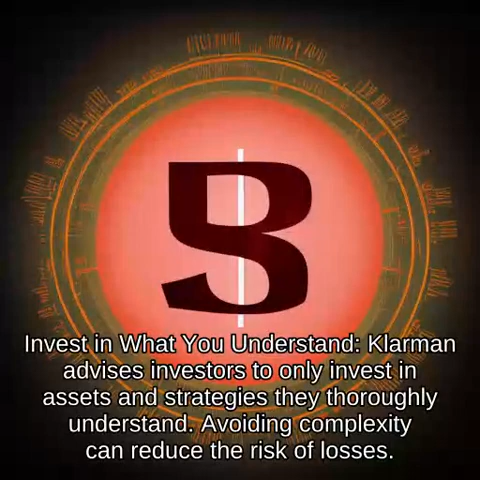 Invest in What You Understand: Klarman
advises investors to only invest in
assets and strategies they thoroughly
understand. Avoiding complexity
can reduce the risk of losses.